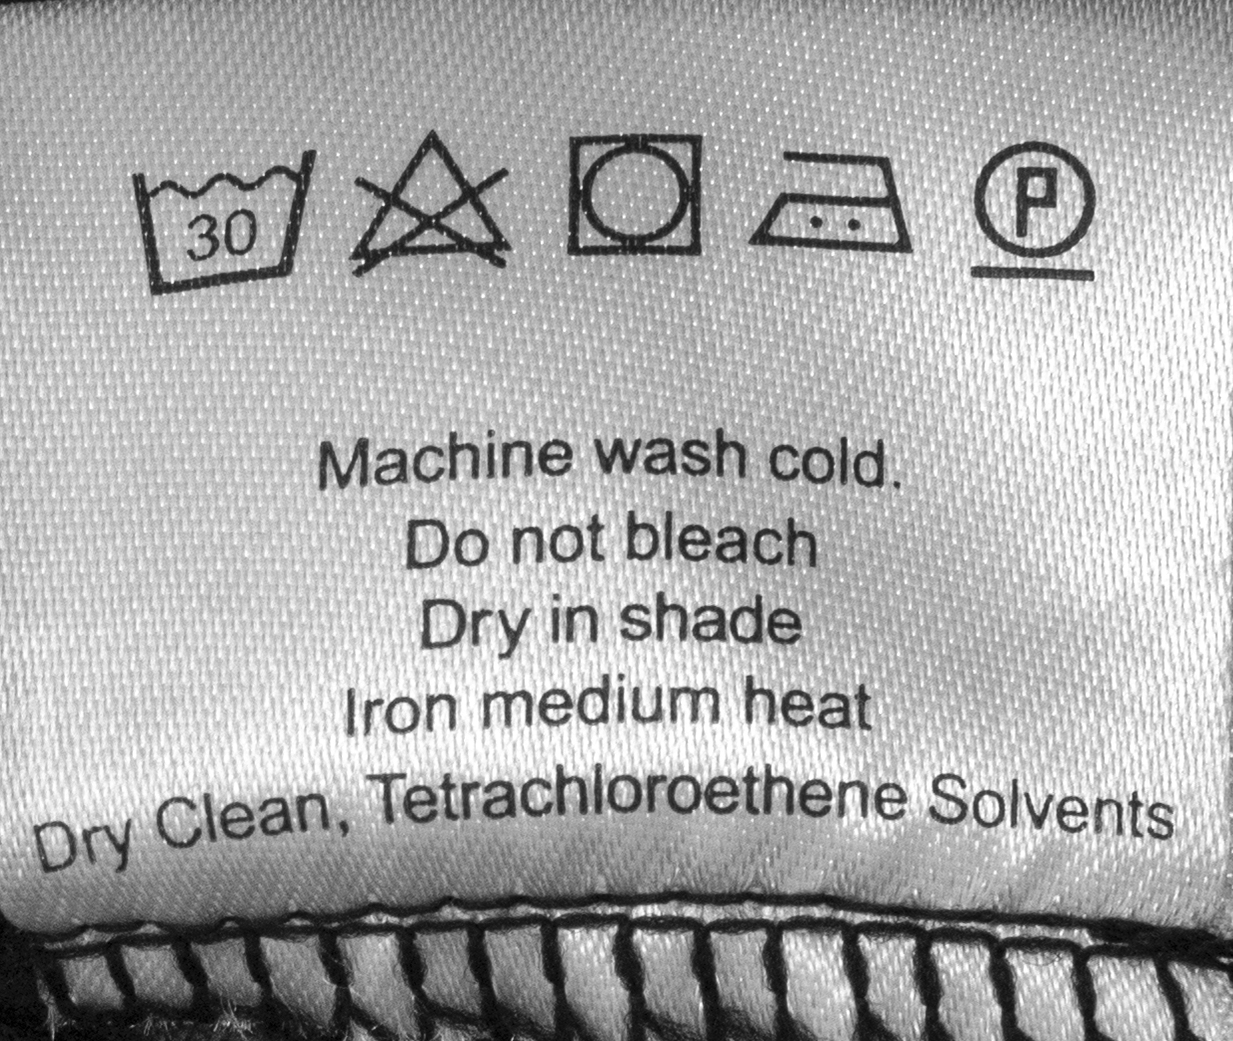 30 P
Machine wash cold.
Do not bleach
Dry in shade
Iron medium heat
Dry Clean, Tetrachloroethene Solvents